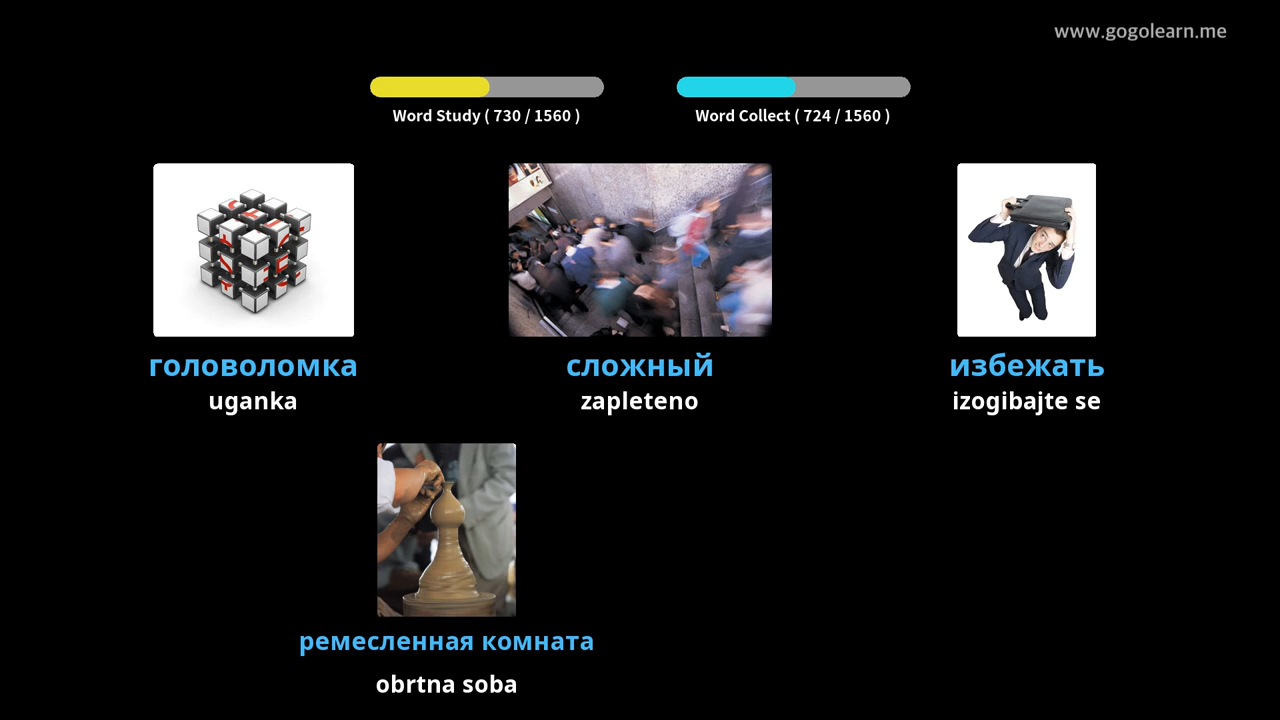 www.gogolearn.me
Word Study ( 730 / 1560 )
Word Collect ( 724 / 1560 )
головоломка
uganka
сложный
zapleteno
избежать
izogibajte se
ремесленная комната
obrtna soba